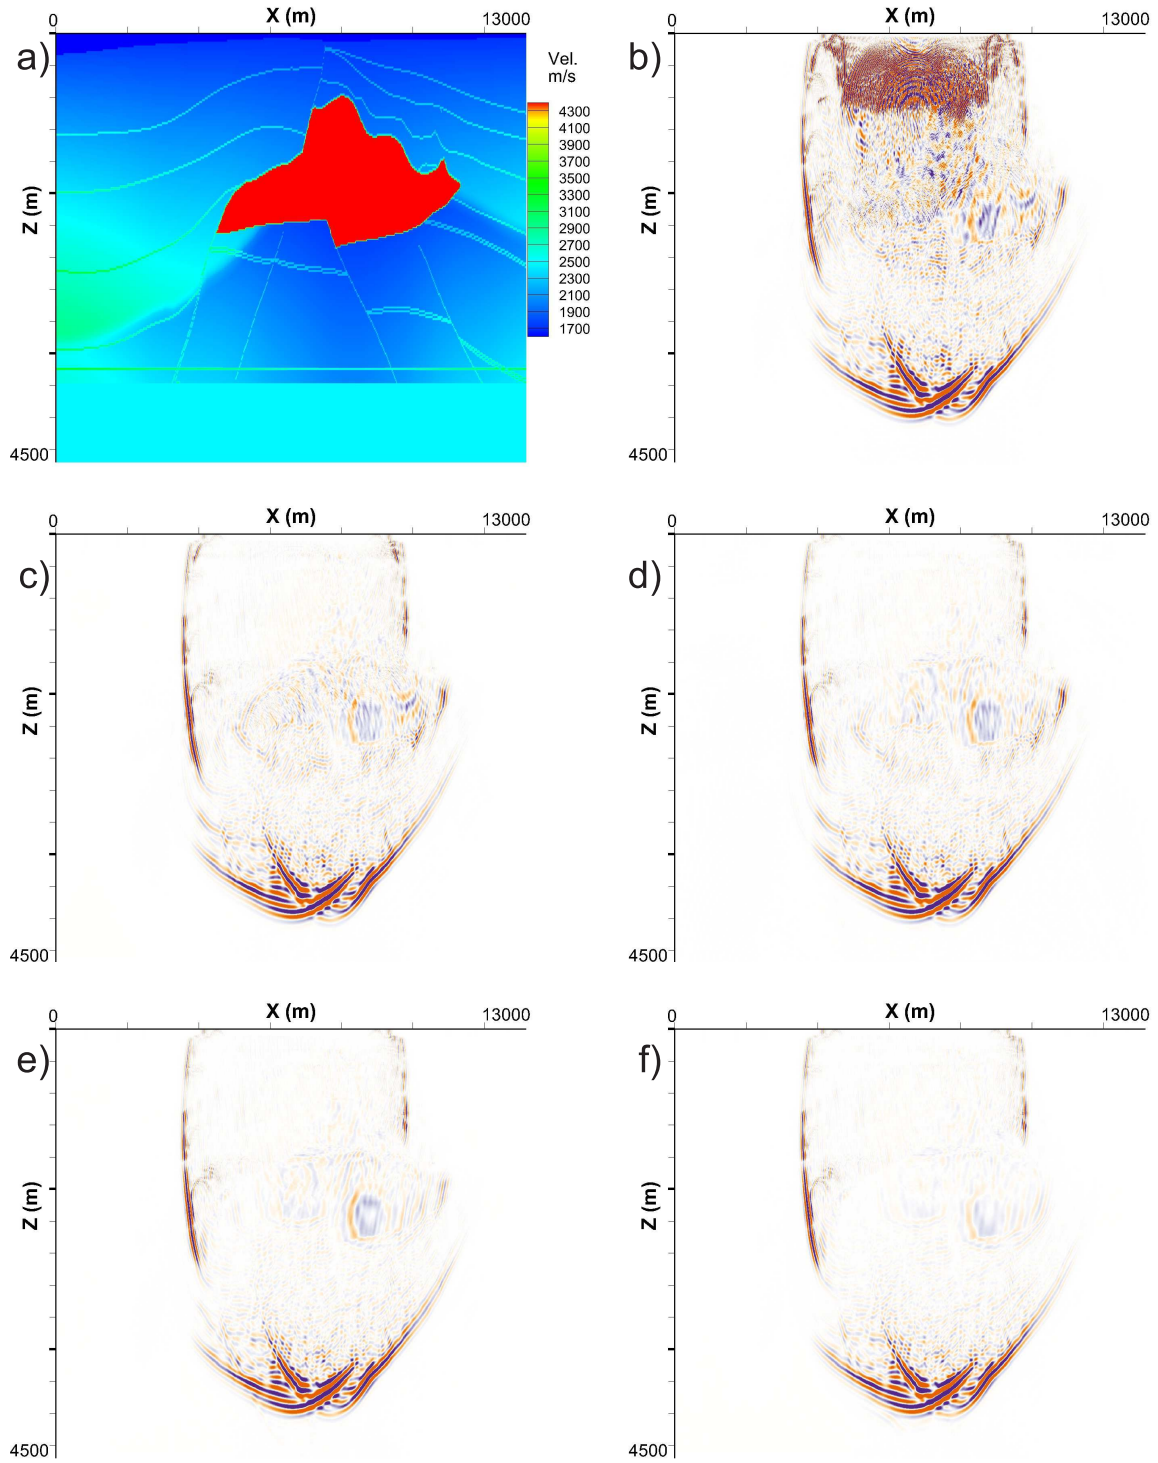 0 X (m) 13000
a)
Z (m)
4500
Vel.
m/s
4300
4100
3900
3700
3500
3300
3100
2900
2700
2500
2300
2100
1900
1700
0 X (m) 13000
b)
Z (m)
4500
0 X (m) 13000
c)
Z (m)
4500
0 X (m) 13000
d)
Z (m)
4500
0 X (m) 13000
e)
Z (m)
4500
0 X (m) 13000
f)
Z (m)
4500